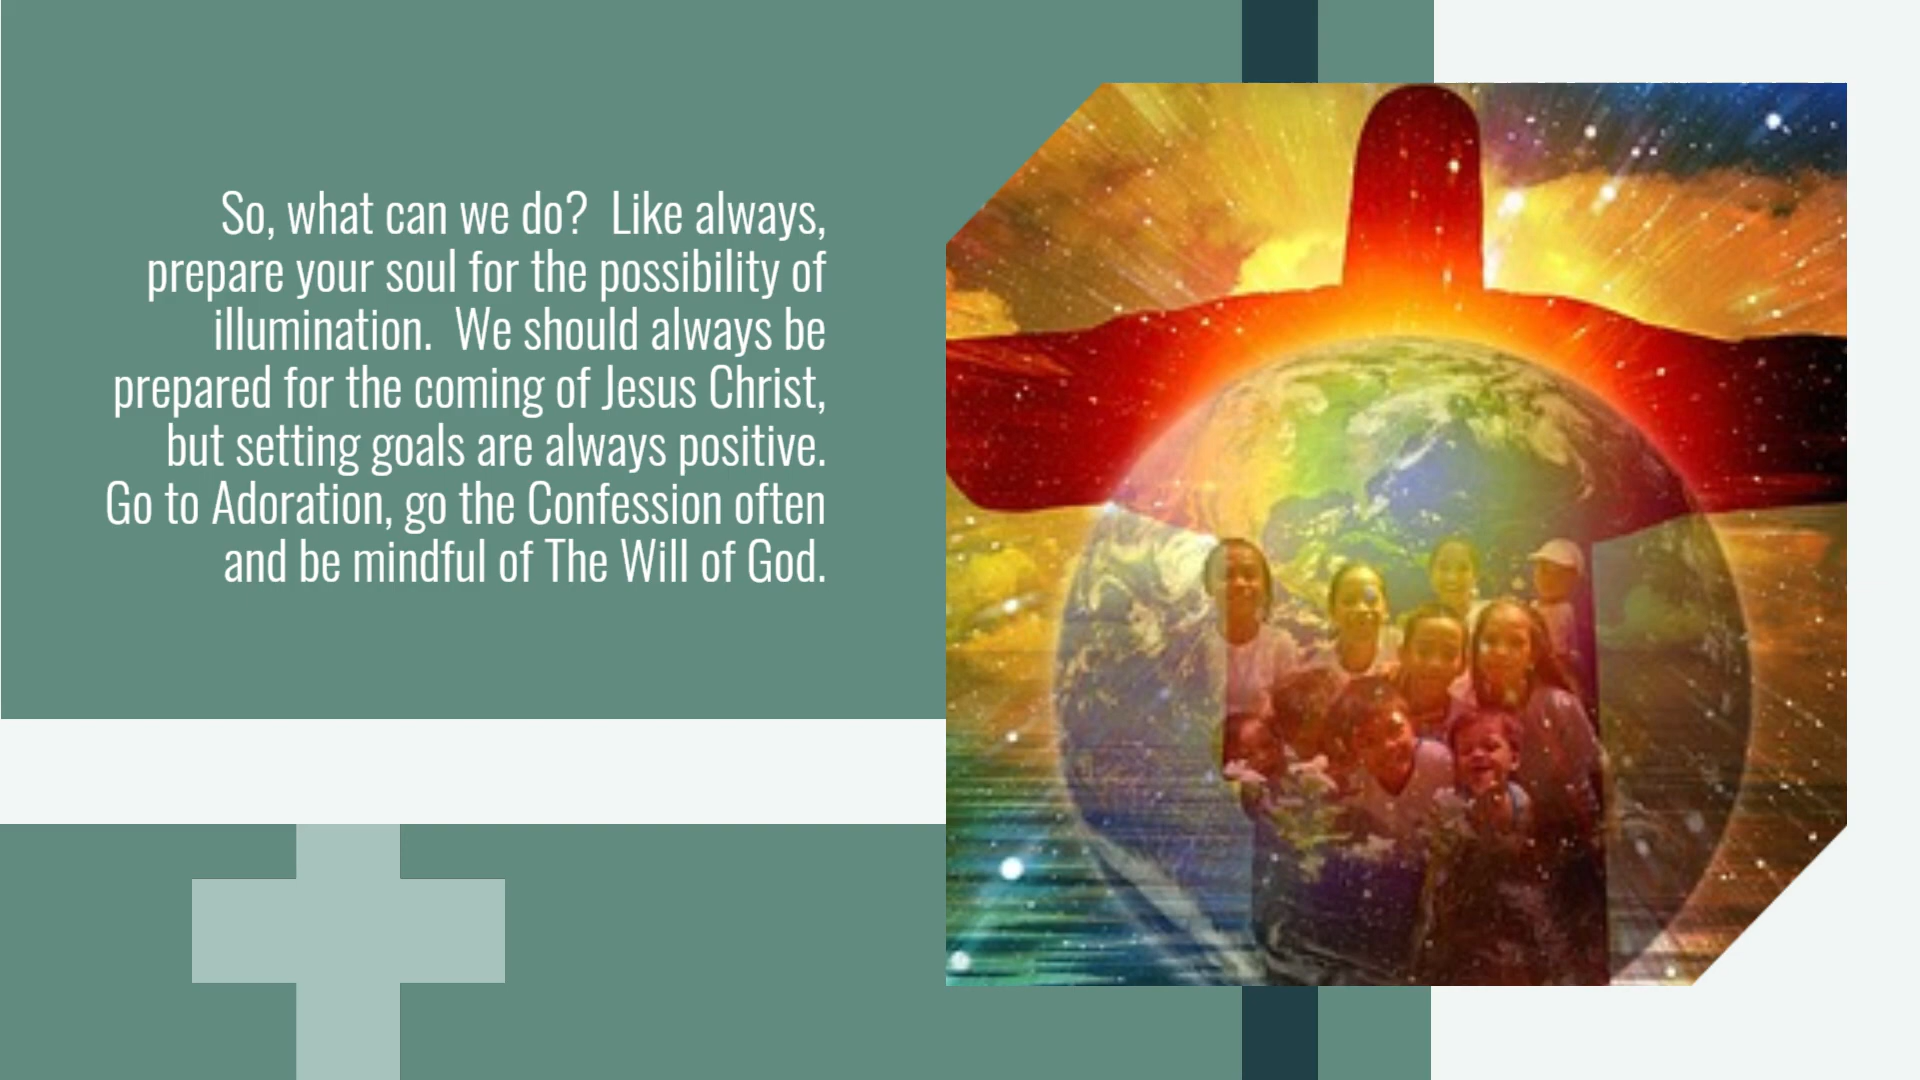 So, what can we do?  Like always,
prepare your soul for the possibility of
illumination.  We should always be
prepared for the coming of Jesus Christ,
but setting goals are always positive.
Go to Adoration, go the Confession often
and be mindful of The Will of God.